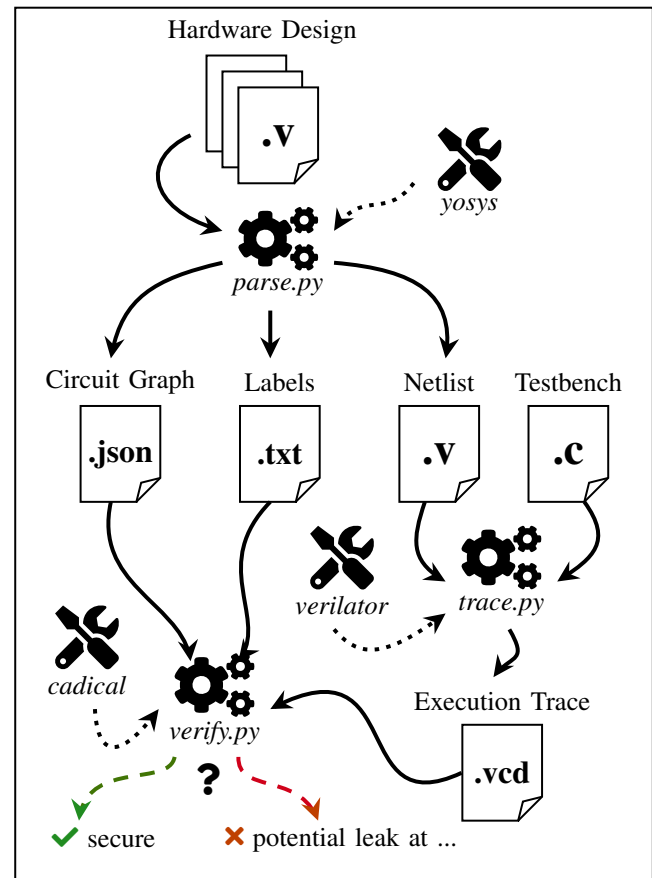 Hardware Design
.v
yosys
parse.py
Circuit Graph
Labels
Netlist
Testbench
.json
.txt
.v
.c
verilator
trace.py
cadical
verify.py
Execution Trace
.vcd
?
secure
potential leak at ...